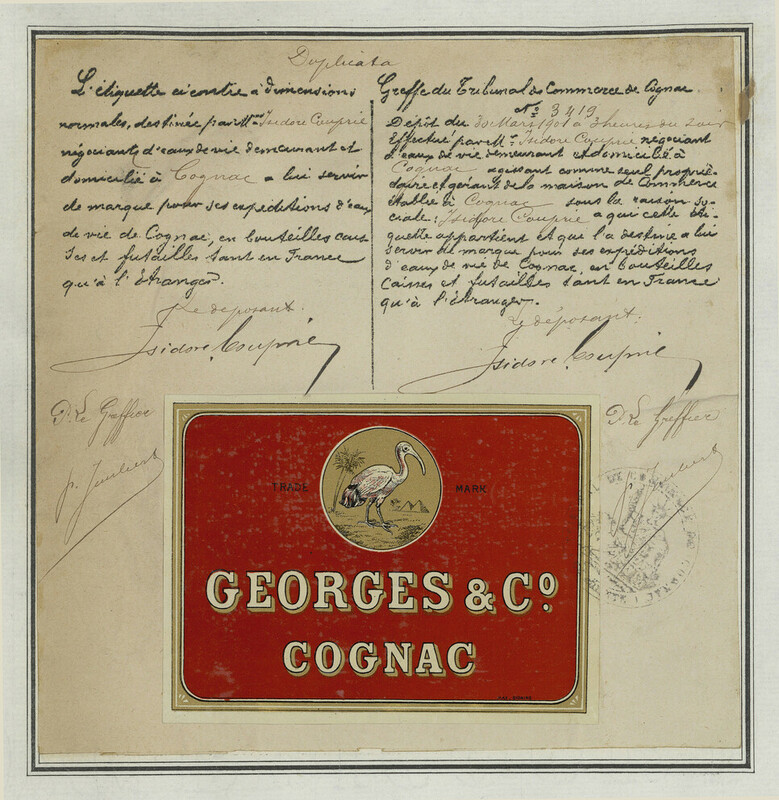 Duplicata
L'étiquette ci contre à dimensions
normales, destinée par Mr Isidore Couprie
négociant d'eaux de vie demeurant et
domicilié à Cognac a lui servir
de marque pour ses expéditions d'eaux
de vie de Cognac, en bouteilles cais
ses et futailles tant en France
qu'à l'étranger.
Le déposant.
Isidore Couprie
P. Le Greffier
Greffe du Tribunal de Commerce de Cognac.
No 3419
Dépôt du 30 Mars 1901 à 3 heures du soir
Effectué par Mr Isidore Couprie négociant
d'eaux de vie demeurant et domicilié à
Cognac agissant comme seul proprié-
taire et gérant de la maison de Commerce
établie à Cognac sous la raison so-
ciale: Isidore Couprie a qui cette éti-
quette appartient et que l'a destine a lui
servir de marque pour ses expéditions
d'eaux de vie de Cognac, en bouteilles
caisses et futailles tant en France
qu'à l'étranger.
Le déposant:
Isidore Couprie
P. Le Greffier
TRADE MARK
GEORGES & Co.
COGNAC